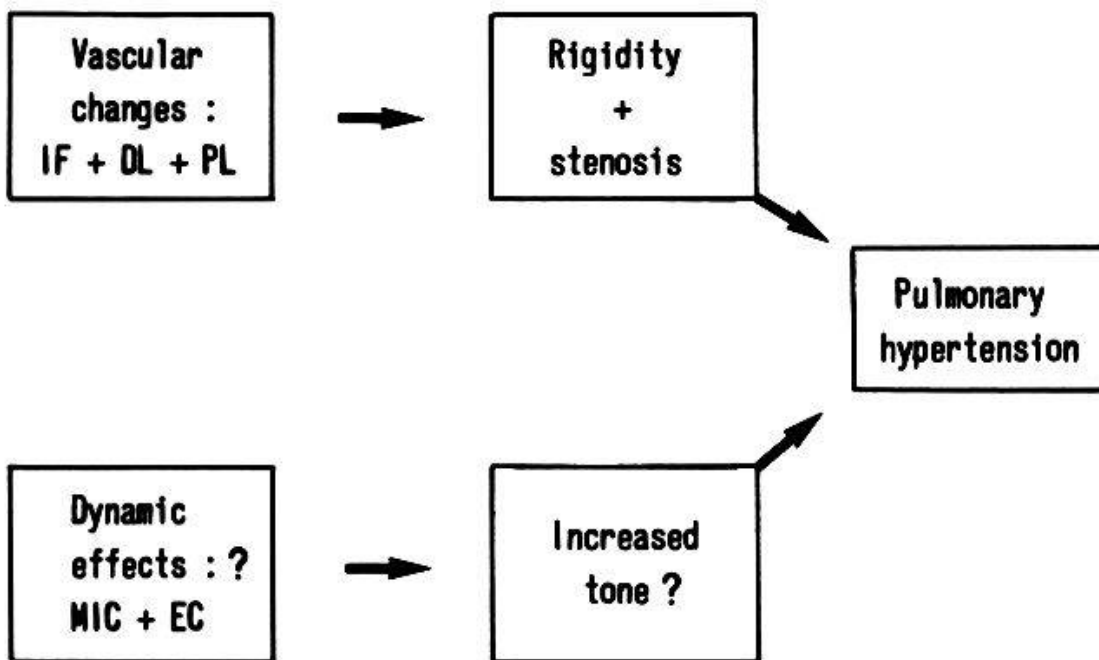 Vascular
changes :
IF + DL + PL
Rigidity
+
stenosis
Pulmonary
hypertension
Dynamic
effects : ?
MIC + EC
Increased
tone ?